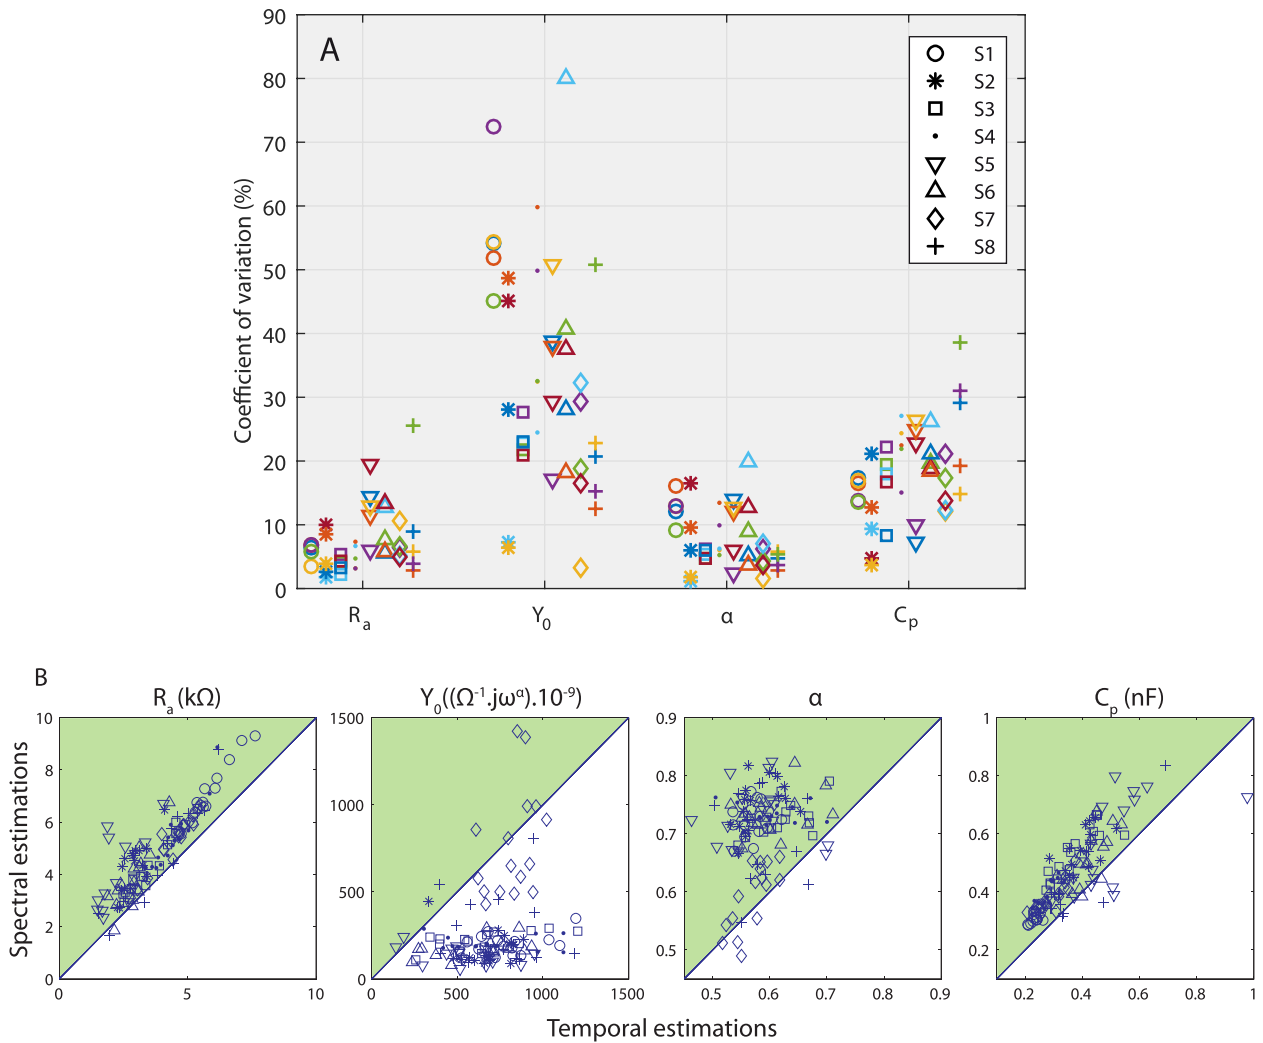 A
Coefficient of variation (%)
90
80
70
60
50
40
30
20
10
0
S1
S2
S3
S4
S5
S6
S7
S8
Ra
Y0
α
Cp
B
Ra (kΩ)
Y0((Ω-1.jωα).10-9)
α
Cp (nF)
Spectral estimations
10
8
6
4
2
0
0 5 10
1500
1000
500
0
0 500 1000 1500
0.9
0.8
0.7
0.6
0.5
0.5 0.6 0.7 0.8 0.9
1
0.8
0.6
0.4
0.2
0.2 0.4 0.6 0.8 1
Temporal estimations